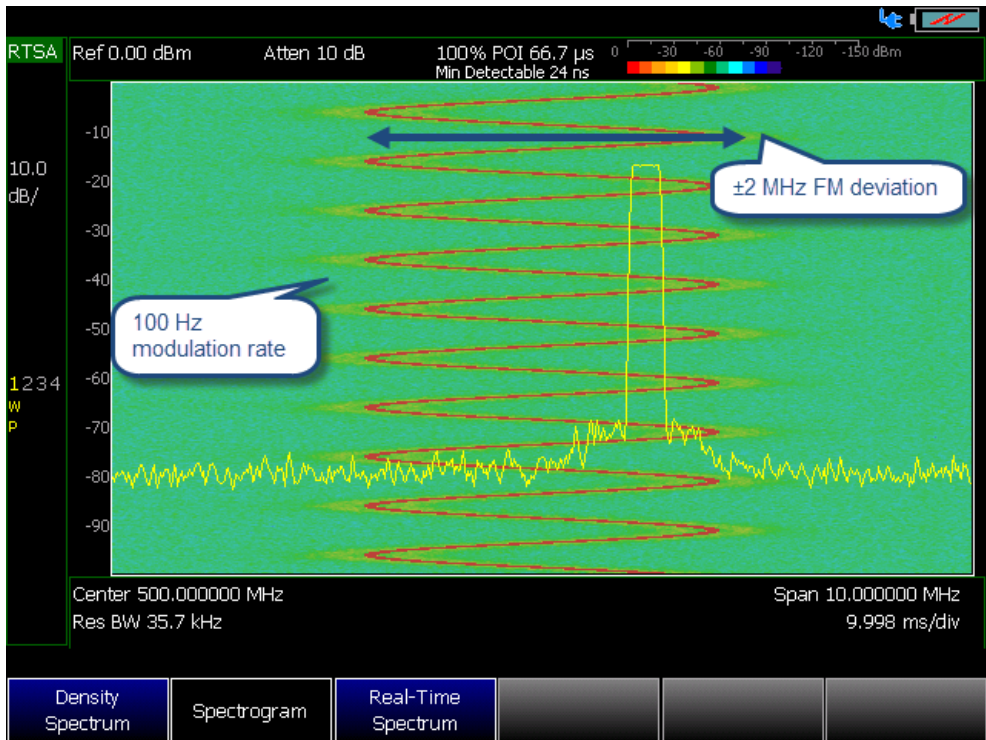 RTSA
Ref 0.00 dBm Atten 10 dB 100% POI 66.7 µs 0 -30 -60 -90 -120 -150 dBm
Min Detectable 24 ns
-10
10.0
dB/
-20
±2 MHz FM deviation
-30
-40
100 Hz
modulation rate
-50
-60
1234
W
P
-70
-80
-90
Center 500.000000 MHz Span 10.000000 MHz
Res BW 35.7 kHz 9.998 ms/div
Density
Spectrum
Spectrogram
Real-Time
Spectrum